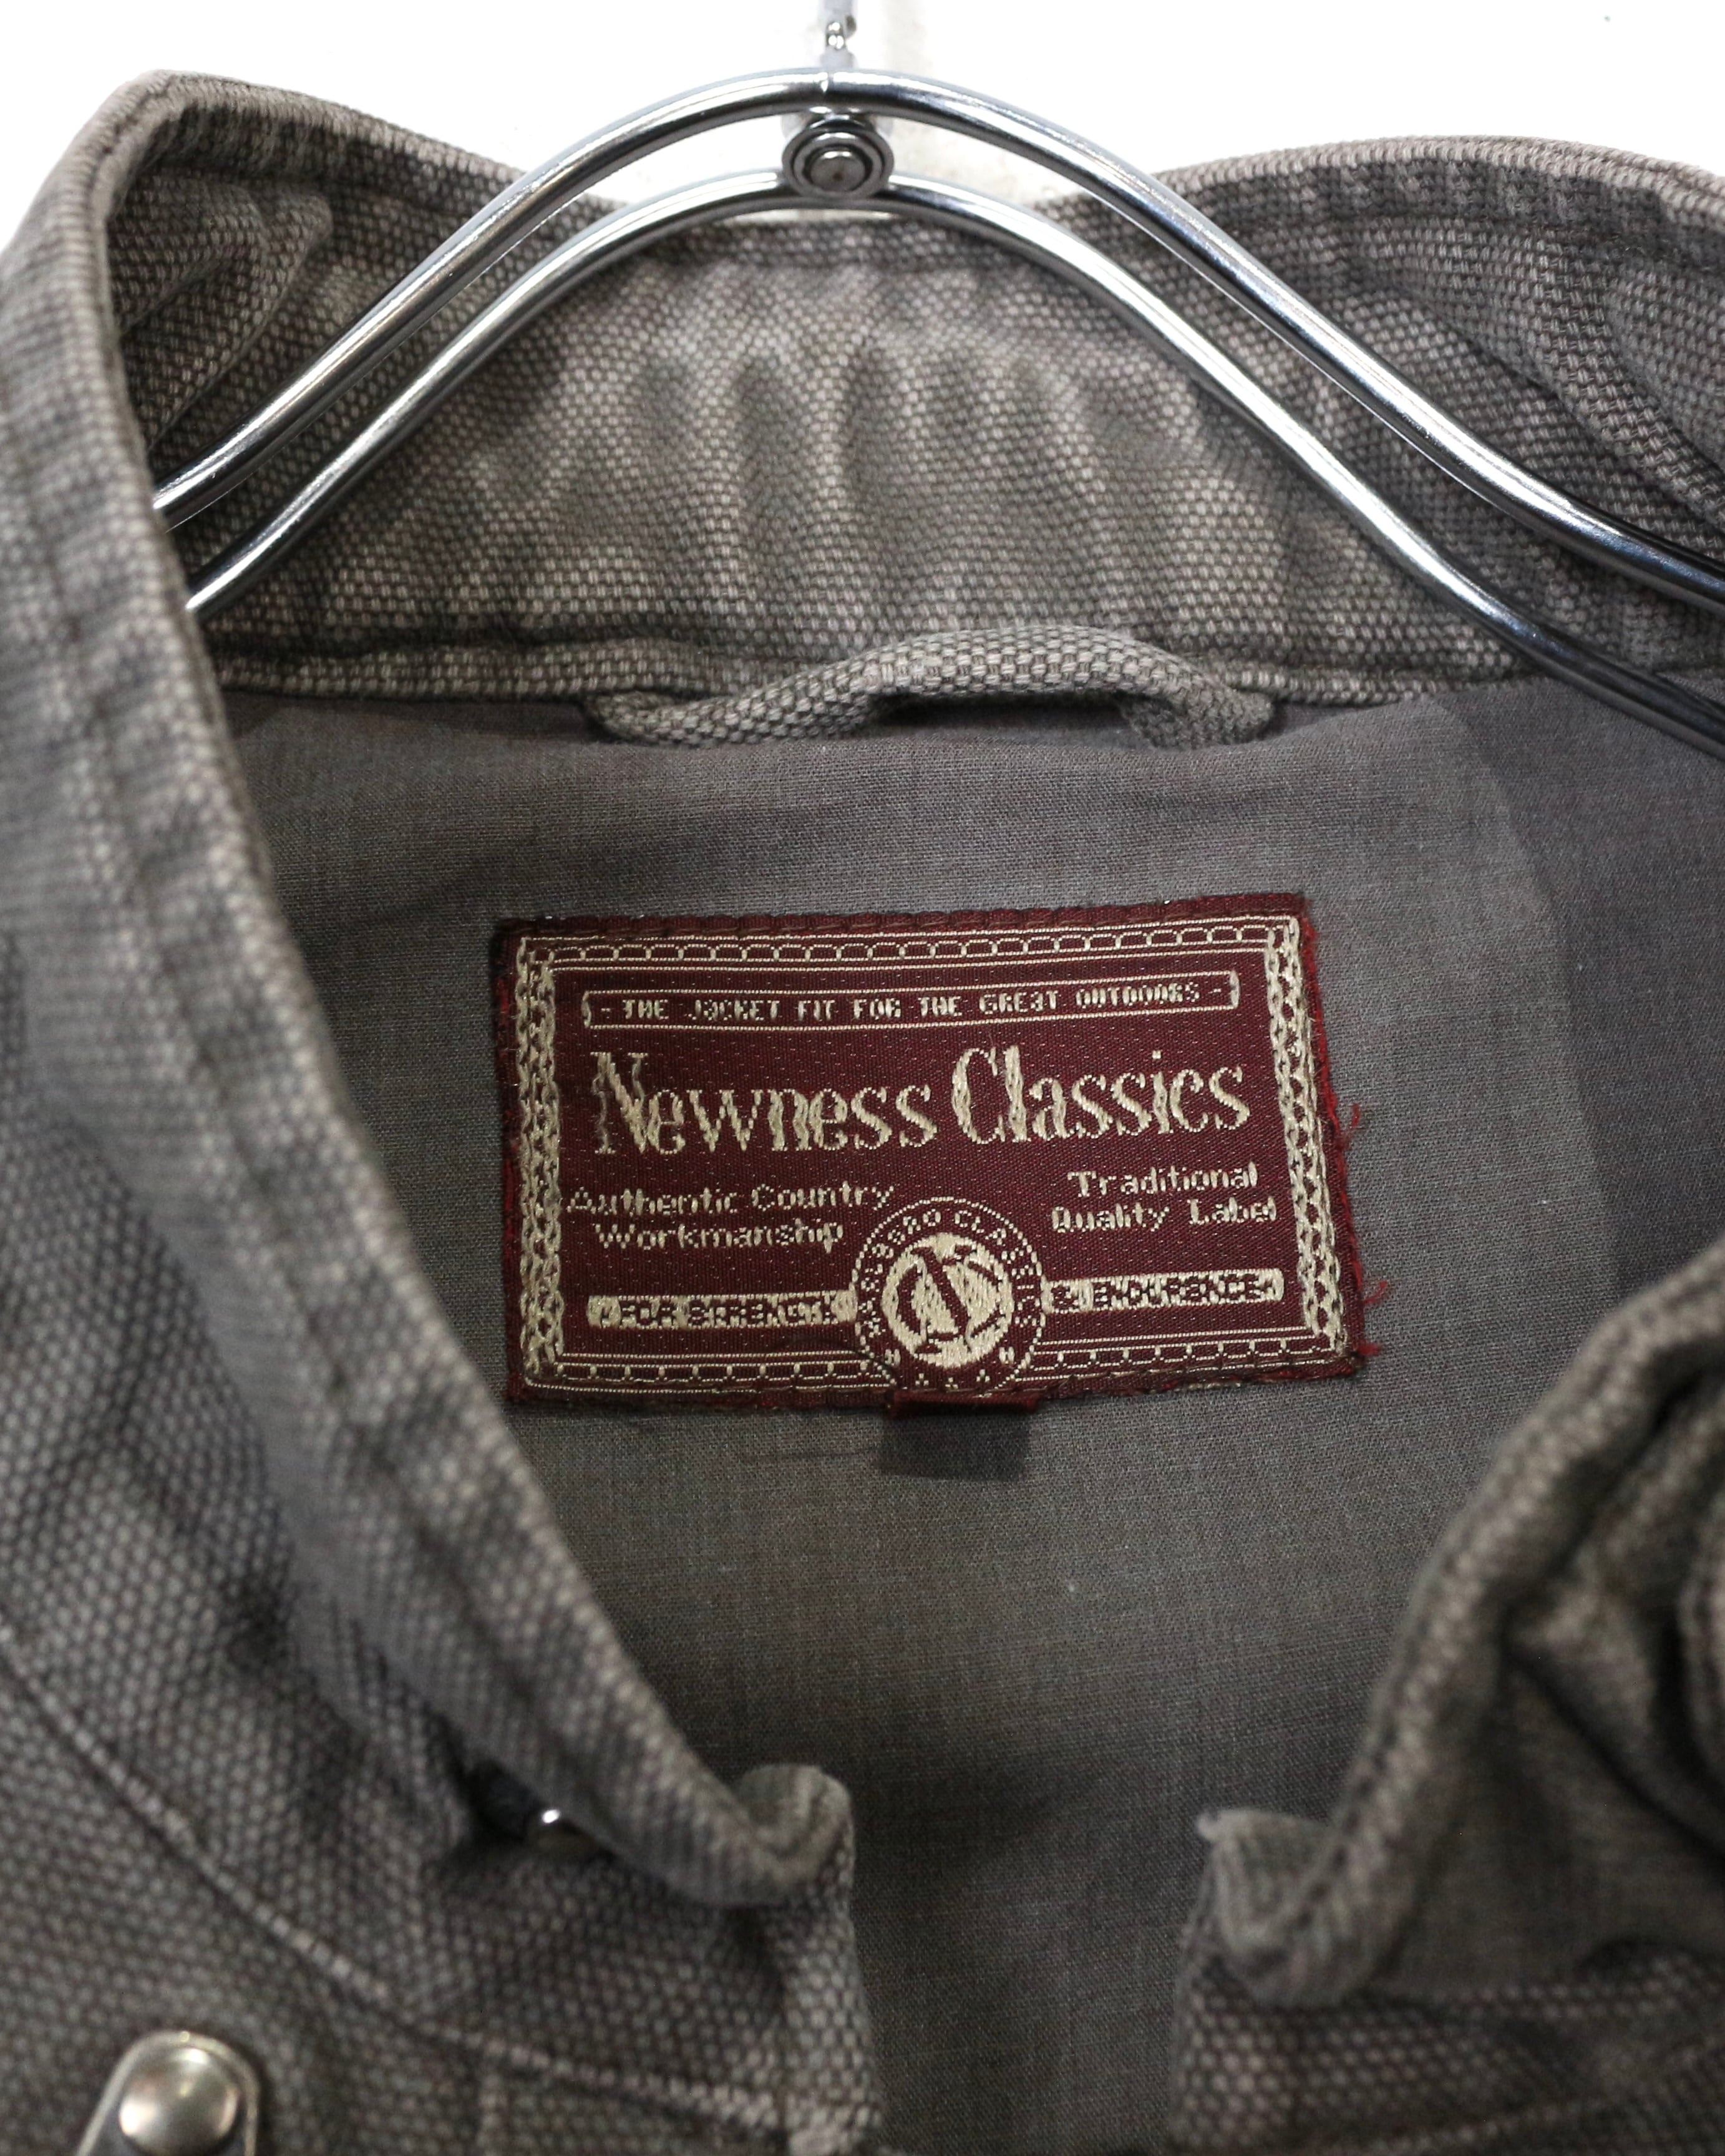 - THE JACKET FIT FOR THE GREAT OUTDOORS -
Newness Classics
Authentic Country
Workmanship
Traditional
Quality Label
FOR STRENGTH
& ENDURANCE